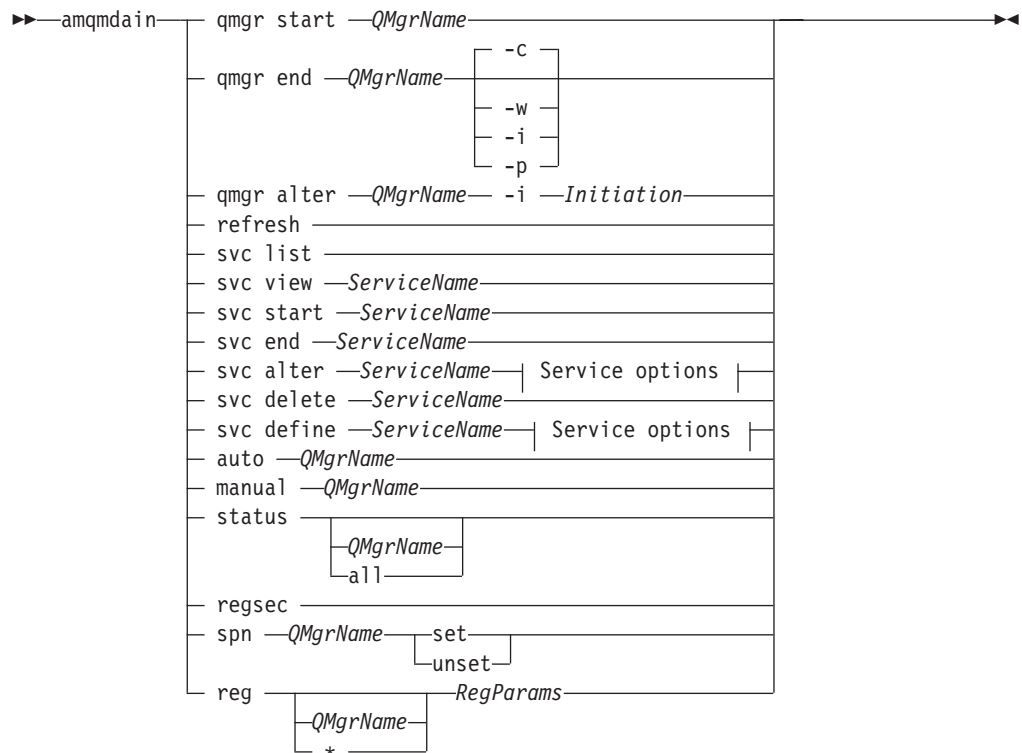 amqmdain qmgr start QMgrName
-c
qmgr end QMgrName
-w
-i
-p
qmgr alter QMgrName -i Initiation
refresh
svc list
svc view ServiceName
svc start ServiceName
svc end ServiceName
svc alter ServiceName Service options
svc delete ServiceName
svc define ServiceName Service options
auto QMgrName
manual QMgrName
status
QMgrName
all
regsec
spn QMgrName set
unset
reg RegParams
QMgrName
*